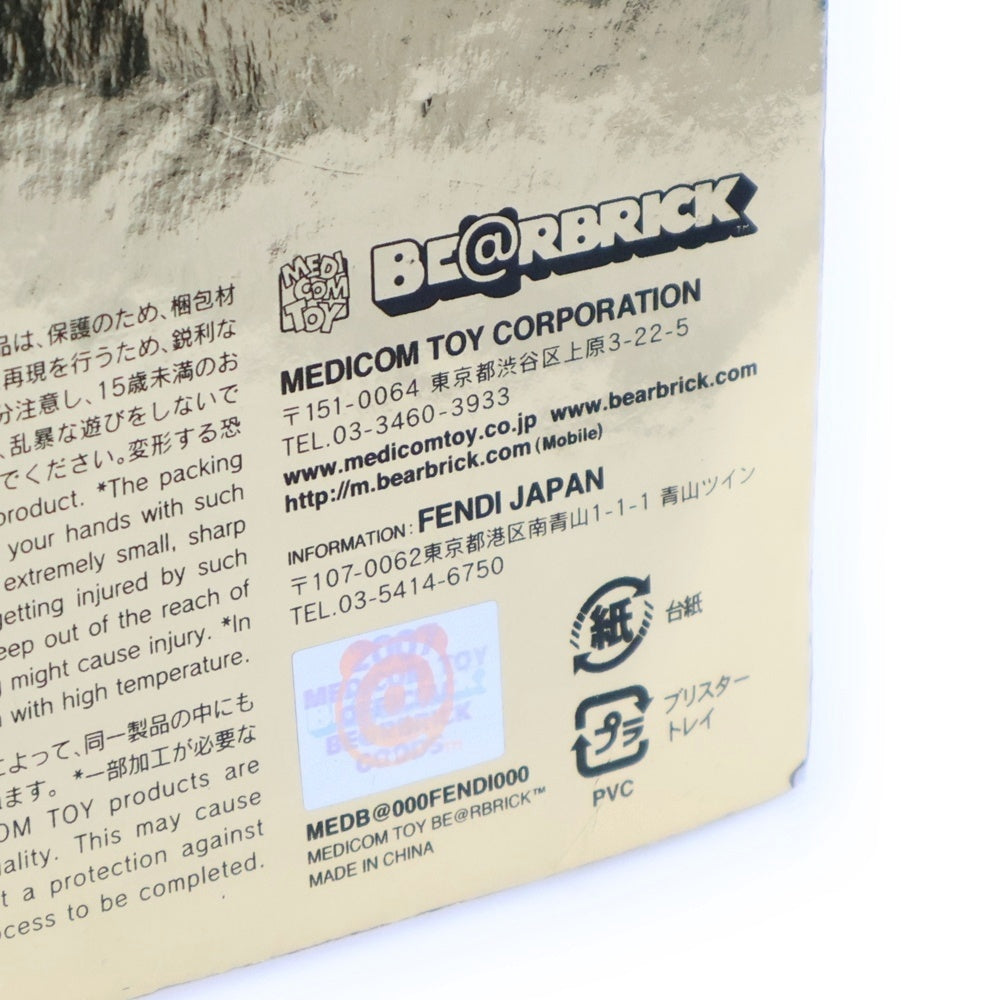 品は、保護のため、梱包材
再現を行うため、鋭利な
分注意し、15歳未満のお
、乱暴な遊びをしないで
でください。変形する恐
product. *The packing
your hands with such
extremely small, sharp
getting injured by such
eep out of the reach of
might cause injury. *In
with high temperature.
によって、同一製品の中にも
ます。 *一部加工が必要な
OM TOY products are
ality. This may cause
t a protection against
ocess to be completed.
MEDI
COM
TOY
BE@RBRICK™
MEDICOM TOY CORPORATION
〒151-0064 東京都渋谷区上原3-22-5
TEL.03-3460-3933
www.medicomtoy.co.jp www.bearbrick.com
http://m.bearbrick.com (Mobile)
INFORMATION: FENDI JAPAN
〒107-0062東京都港区南青山1-1-1 青山ツイン
TEL.03-5414-6750
紙 台紙
プラ ブリスター
トレイ
PVC
MEDB@000FENDI000
MEDICOM TOY BE@RBRICK™
MADE IN CHINA